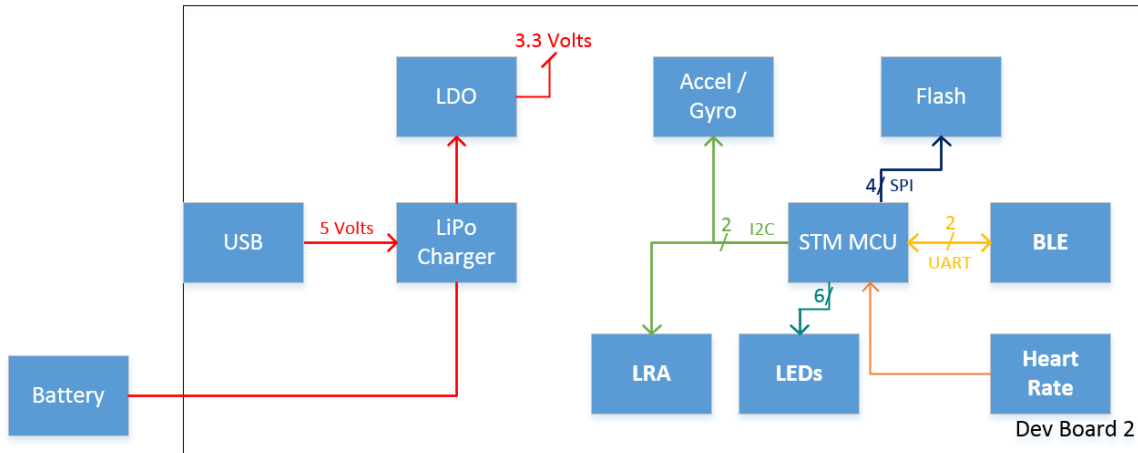 3.3 Volts
LDO
Accel /
Gyro
Flash
4/ SPI
USB
5 Volts
LiPo
Charger
2
I2C
STM MCU
2
UART
BLE
6/
Battery
LRA
LEDs
Heart
Rate
Dev Board 2